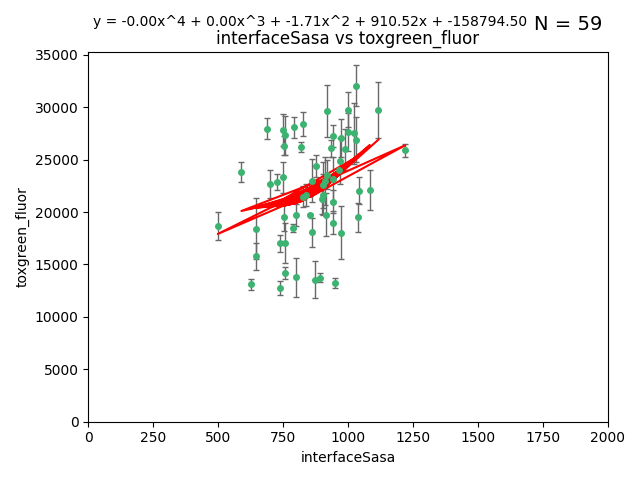 y = -0.00x^4 + 0.00x^3 + -1.71x^2 + 910.52x + -158794.50 N = 59
interfaceSasa vs toxgreen_fluor
35000
30000
25000
20000
15000
10000
5000
0
toxgreen_fluor
0 250 500 750 1000 1250 1500 1750 2000
interfaceSasa